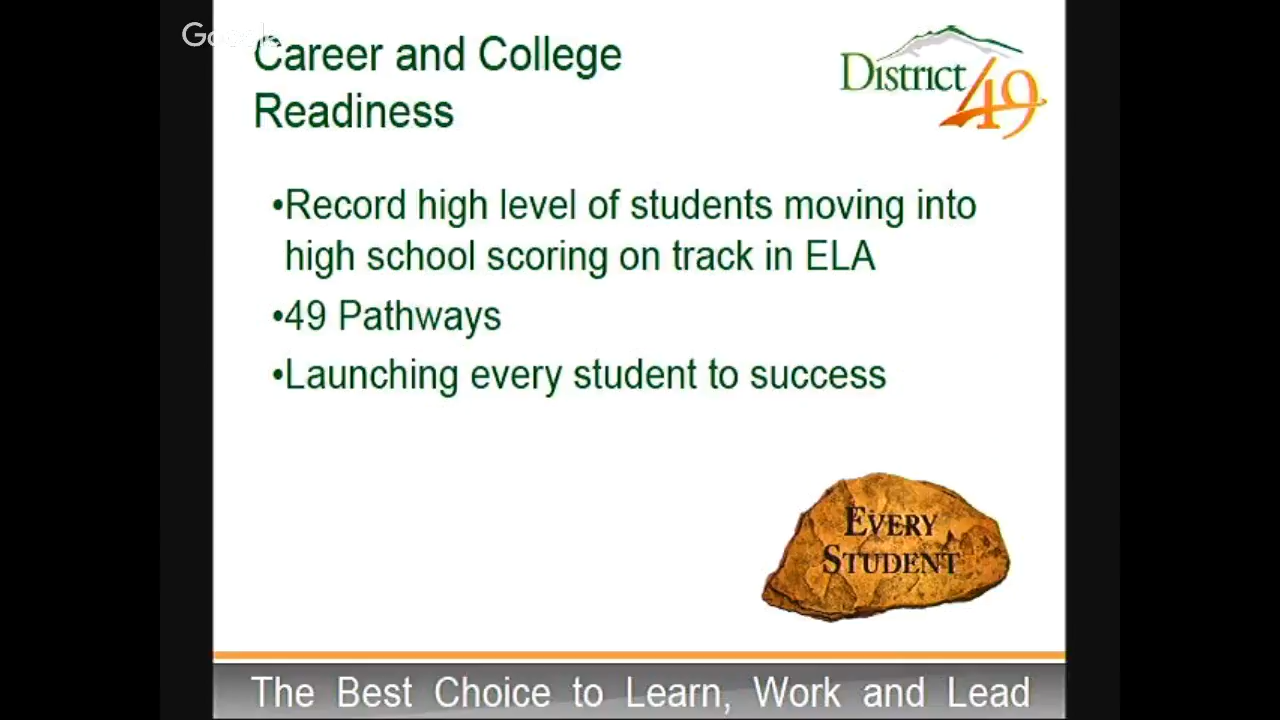 Google
Career and College
Readiness
District 49
•Record high level of students moving into
high school scoring on track in ELA
•49 Pathways
•Launching every student to success
EVERY
STUDENT
The Best Choice to Learn, Work and Lead